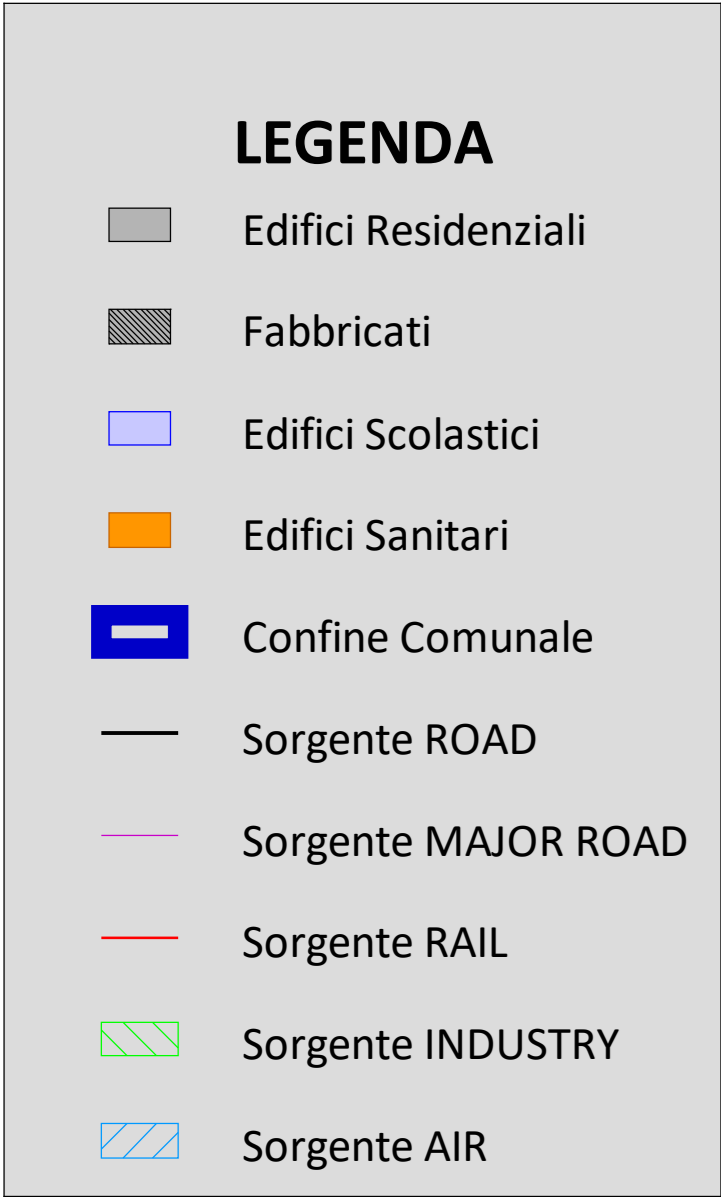 LEGENDA
Edifici Residenziali
Fabbricati
Edifici Scolastici
Edifici Sanitari
Confine Comunale
Sorgente ROAD
Sorgente MAJOR ROAD
Sorgente RAIL
Sorgente INDUSTRY
Sorgente AIR